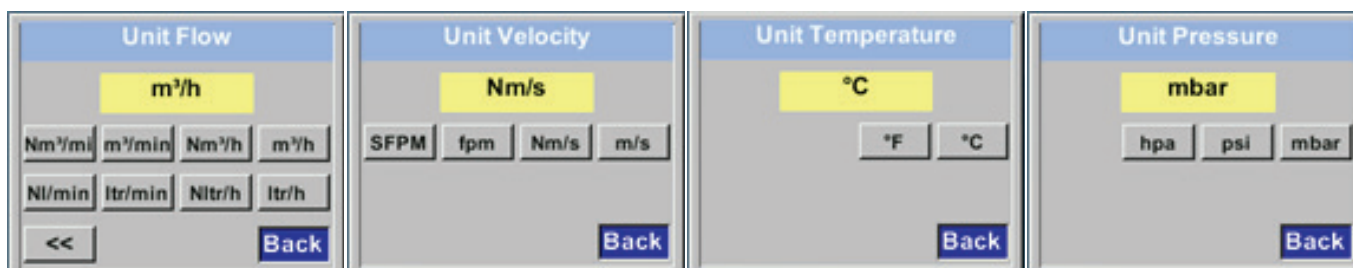 Unit Flow
m³/h
Nm³/mi m³/min Nm³/h m³/h
Nl/min ltr/min Nltr/h ltr/h
<< Back
Unit Velocity
Nm/s
SFPM fpm Nm/s m/s
Back
Unit Temperature
°C
°F °C
Back
Unit Pressure
mbar
hpa psi mbar
Back